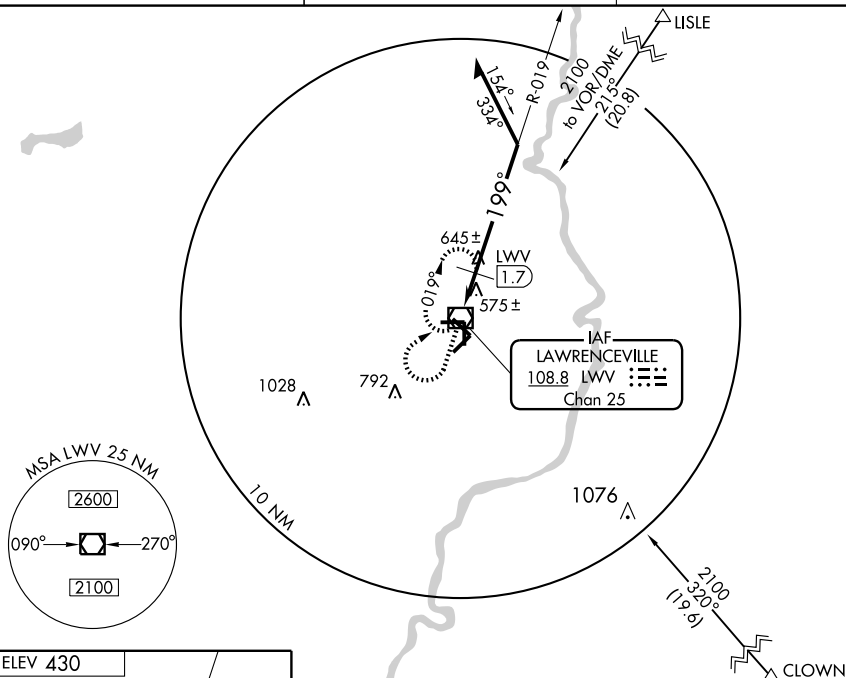 LISLE
2100
to VOR/DME
215°
(20.8)
R-019
154°
334°
199°
645±
LWV
1.7
019°
575±
IAF
LAWRENCEVILLE
108.8 LWV
Chan 25
1028
792
MSA LWV 25 NM
2600
090°
270°
2100
10 NM
1076
2100
320°
(19.6)
CLOWN
ELEV 430